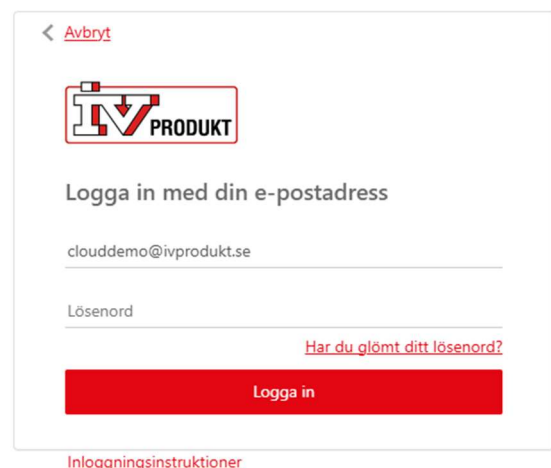 Avbryt
IV PRODUKT
Logga in med din e-postadress
clouddemo@ivprodukt.se
Lösenord
Har du glömt ditt lösenord?
Logga in
Inloggningsinstruktioner